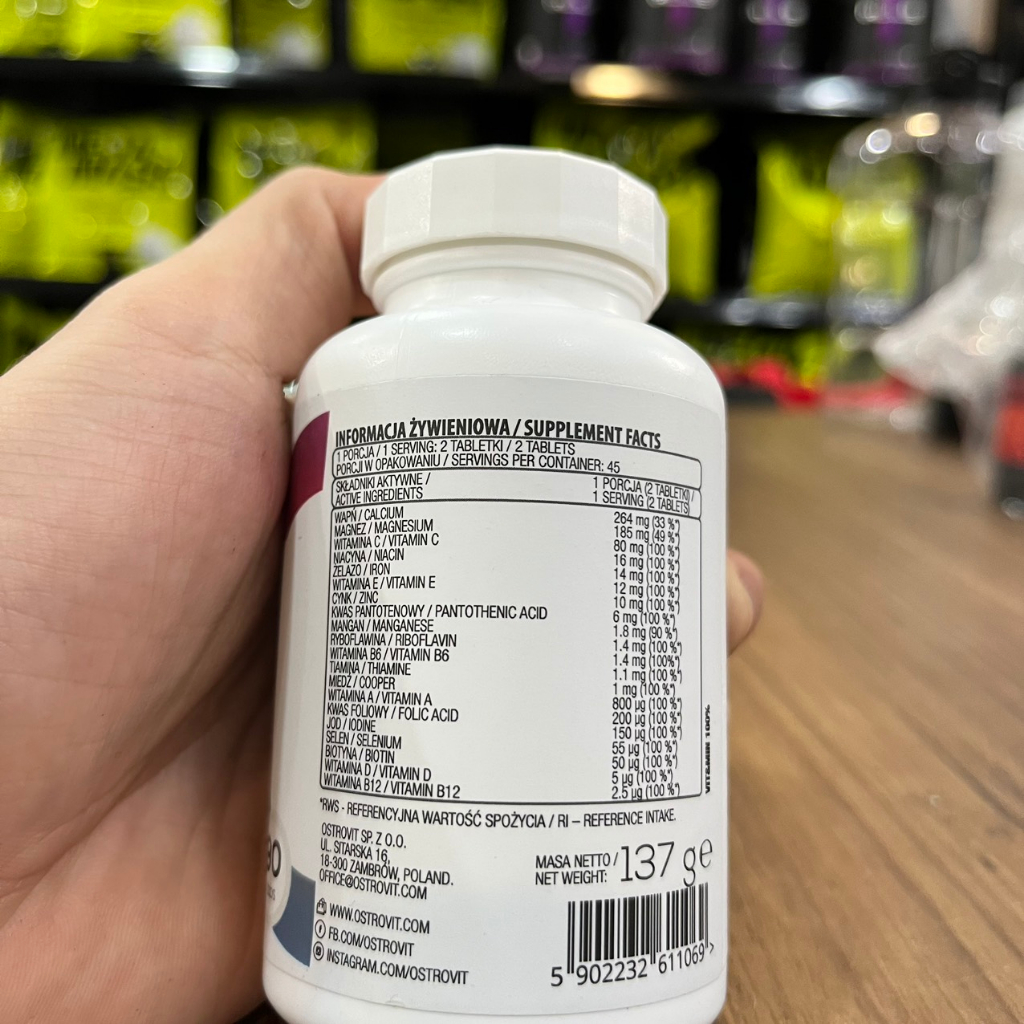 INFORMACJA ŻYWIENIOWA / SUPPLEMENT FACTS
1 PORCJA / 1 SERVING: 2 TABLETKI / 2 TABLETS
PORCJI W OPAKOWANIU / SERVINGS PER CONTAINER: 45
SKŁADNIKI AKTYWNE / 1 PORCJA (2 TABLETKI) /
ACTIVE INGREDIENTS 1 SERVING (2 TABLETS)
WAPŃ / CALCIUM 264 mg (33 %*)
MAGNEZ / MAGNESIUM 185 mg (49 %*)
WITAMINA C / VITAMIN C 80 mg (100 %*)
NIACYNA / NIACIN 16 mg (100 %*)
ŻELAZO / IRON 14 mg (100 %*)
WITAMINA E / VITAMIN E 12 mg (100 %*)
CYNK / ZINC 10 mg (100 %*)
KWAS PANTOTENOWY / PANTOTHENIC ACID 6 mg (100 %*)
MANGAN / MANGANESE 1.8 mg (90 %*)
RYBOFLAWINA / RIBOFLAVIN 1.4 mg (100 %*)
WITAMINA B6 / VITAMIN B6 1.4 mg (100%*)
TIAMINA / THIAMINE 1.1 mg (100 %*)
MIEDŹ / COOPER 1 mg (100 %*)
WITAMINA A / VITAMIN A 800 µg (100 %*)
KWAS FOLIOWY / FOLIC ACID 200 µg (100 %*)
JOD / IODINE 150 µg (100 %*)
SELEN / SELENIUM 55 µg (100 %*)
BIOTYNA / BIOTIN 50 µg (100 %*)
WITAMINA D / VITAMIN D 5 µg (100 %*)
WITAMINA B12 / VITAMIN B12 2.5 µg (100 %*)
*RWS - REFERENCYJNA WARTOŚĆ SPOŻYCIA / RI – REFERENCE INTAKE.
OSTROVIT SP. Z O.O.
UL. SITARSKA 16,
18-300 ZAMBRÓW, POLAND.
OFFICE@OSTROVIT.COM
WWW.OSTROVIT.COM
FB.COM/OSTROVIT
INSTAGRAM.COM/OSTROVIT
MASA NETTO /
NET WEIGHT: 137 g e
5 902232 611069 >
VIT&MIN 100%
90